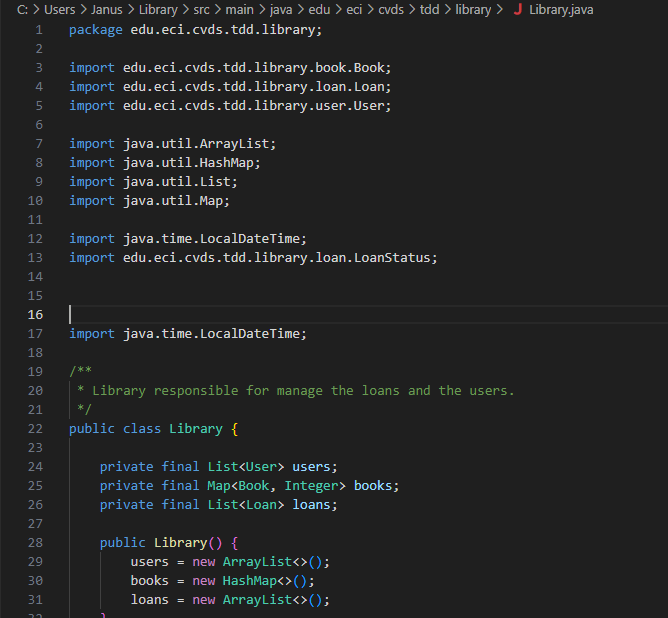 C: > Users > Janus > Library > src > main > java > edu > eci > cvds > tdd > library > J Library.java
1 package edu.eci.cvds.tdd.library;
2
3 import edu.eci.cvds.tdd.library.book.Book;
4 import edu.eci.cvds.tdd.library.loan.Loan;
5 import edu.eci.cvds.tdd.library.user.User;
6
7 import java.util.ArrayList;
8 import java.util.HashMap;
9 import java.util.List;
10 import java.util.Map;
11
12 import java.time.LocalDateTime;
13 import edu.eci.cvds.tdd.library.loan.LoanStatus;
14
15
16
17 import java.time.LocalDateTime;
18
19 /**
20  * Library responsible for manage the loans and the users.
21  */
22 public class Library {
23
24     private final List<User> users;
25     private final Map<Book, Integer> books;
26     private final List<Loan> loans;
27
28     public Library() {
29         users = new ArrayList<>();
30         books = new HashMap<>();
31         loans = new ArrayList<>();
32     }